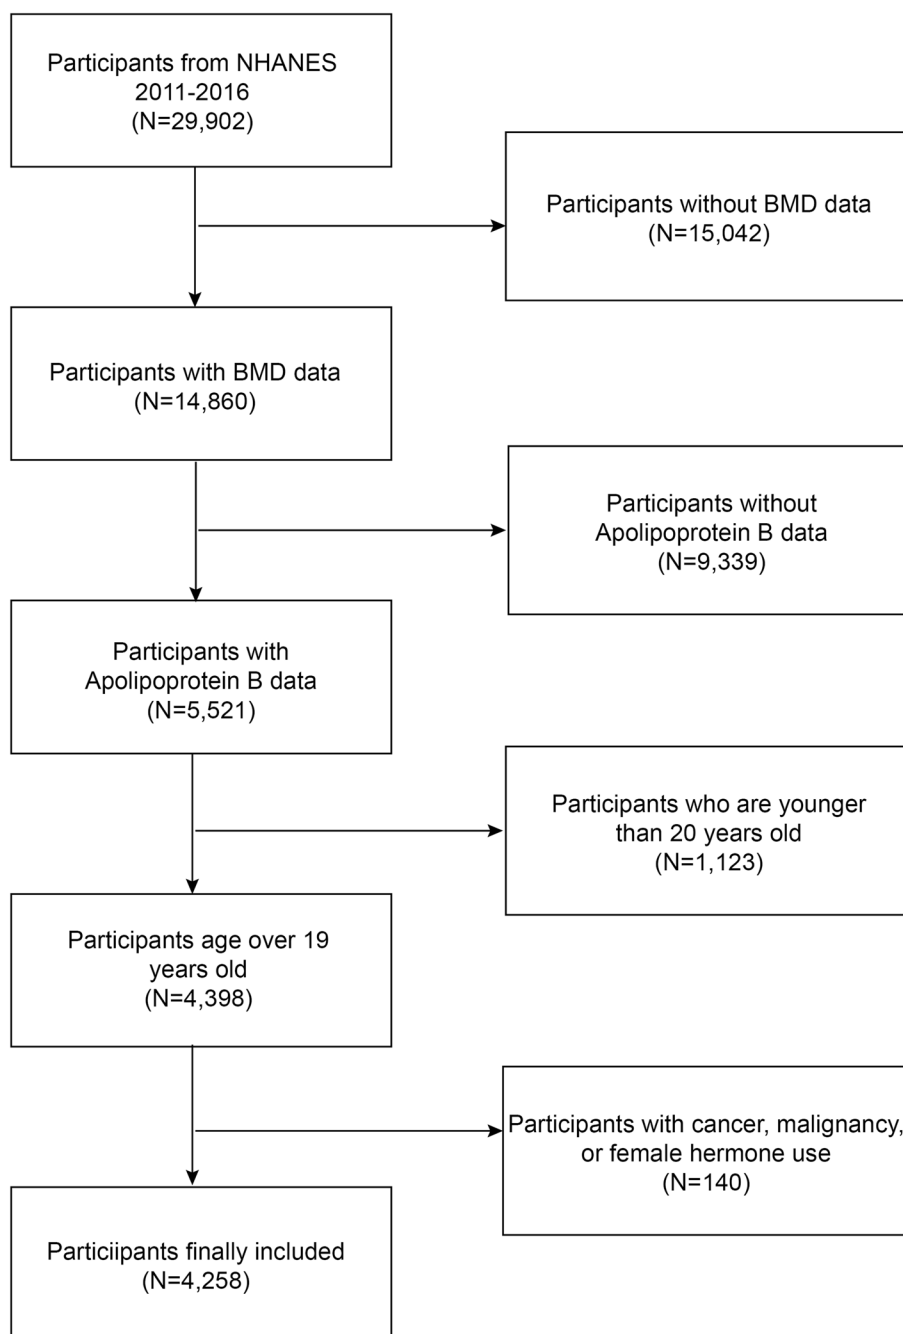 Participants from NHANES
2011-2016
(N=29,902)
Participants without BMD data
(N=15,042)
Participants with BMD data
(N=14,860)
Participants without
Apolipoprotein B data
(N=9,339)
Participants with
Apolipoprotein B data
(N=5,521)
Participants who are younger
than 20 years old
(N=1,123)
Participants age over 19
years old
(N=4,398)
Participants with cancer, malignancy,
or female hormone use
(N=140)
Particiipants finally included
(N=4,258)